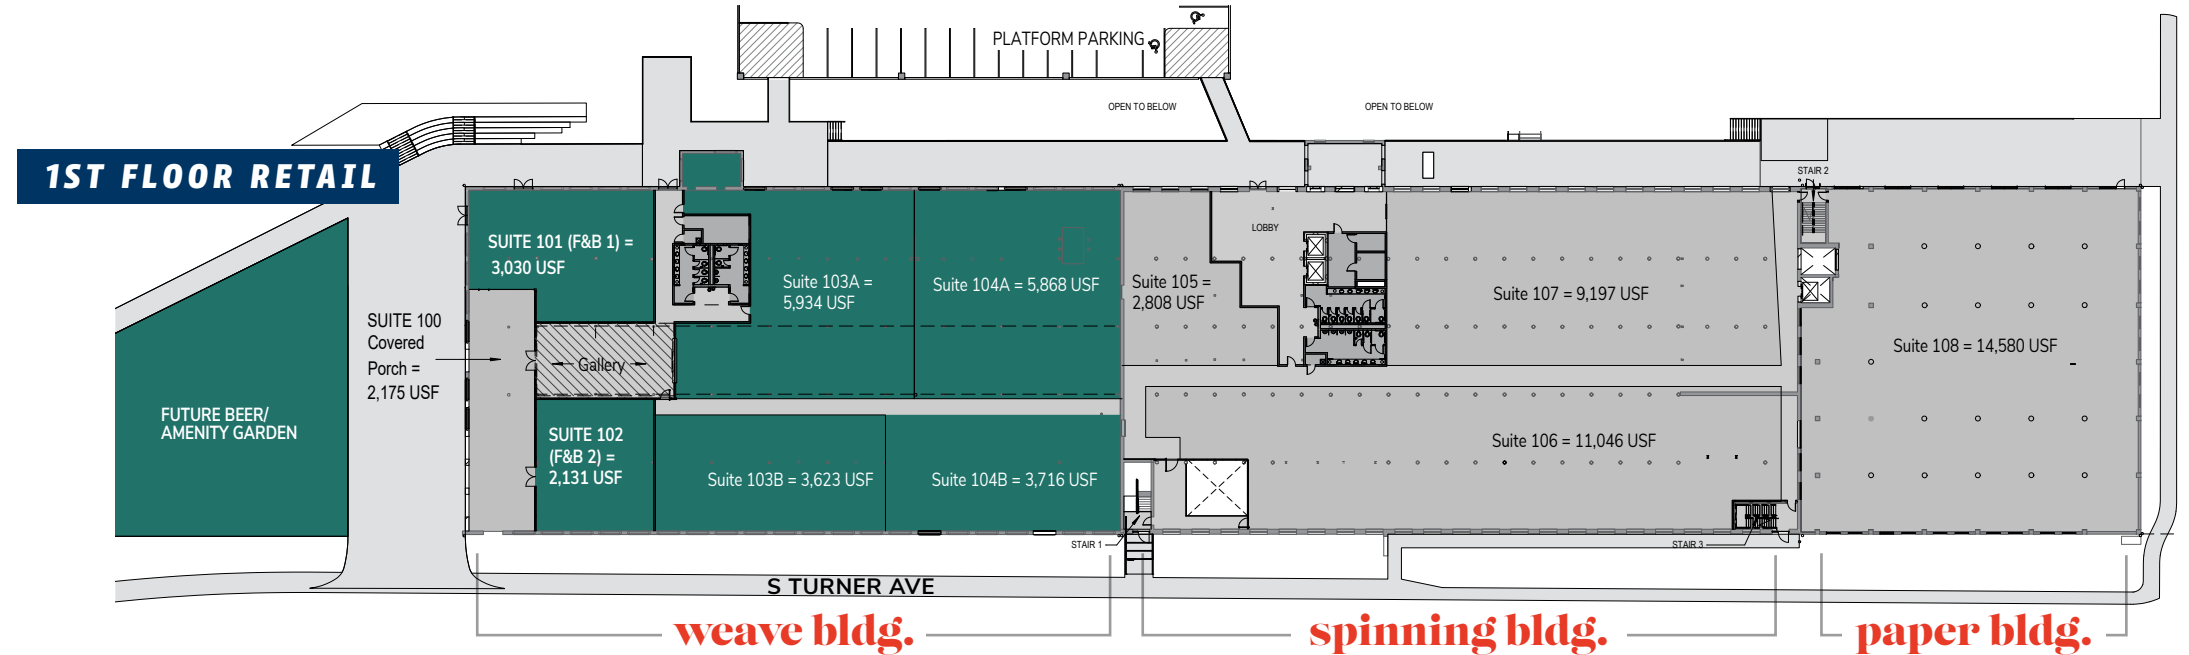 PLATFORM PARKING
OPEN TO BELOW
OPEN TO BELOW
1ST FLOOR RETAIL
STAIR 2
SUITE 101 (F&B 1) =
3,030 USF
LOBBY
Suite 103A =
5,934 USF
Suite 104A = 5,868 USF
Suite 105 =
2,808 USF
Suite 107 = 9,197 USF
Suite 108 = 14,580 USF
SUITE 100
Covered
Porch =
2,175 USF
Gallery
FUTURE BEER/
AMENITY GARDEN
SUITE 102
(F&B 2) =
2,131 USF
Suite 103B = 3,623 USF
Suite 104B = 3,716 USF
Suite 106 = 11,046 USF
STAIR 1
STAIR 3
S TURNER AVE
weave bldg.
spinning bldg.
paper bldg.